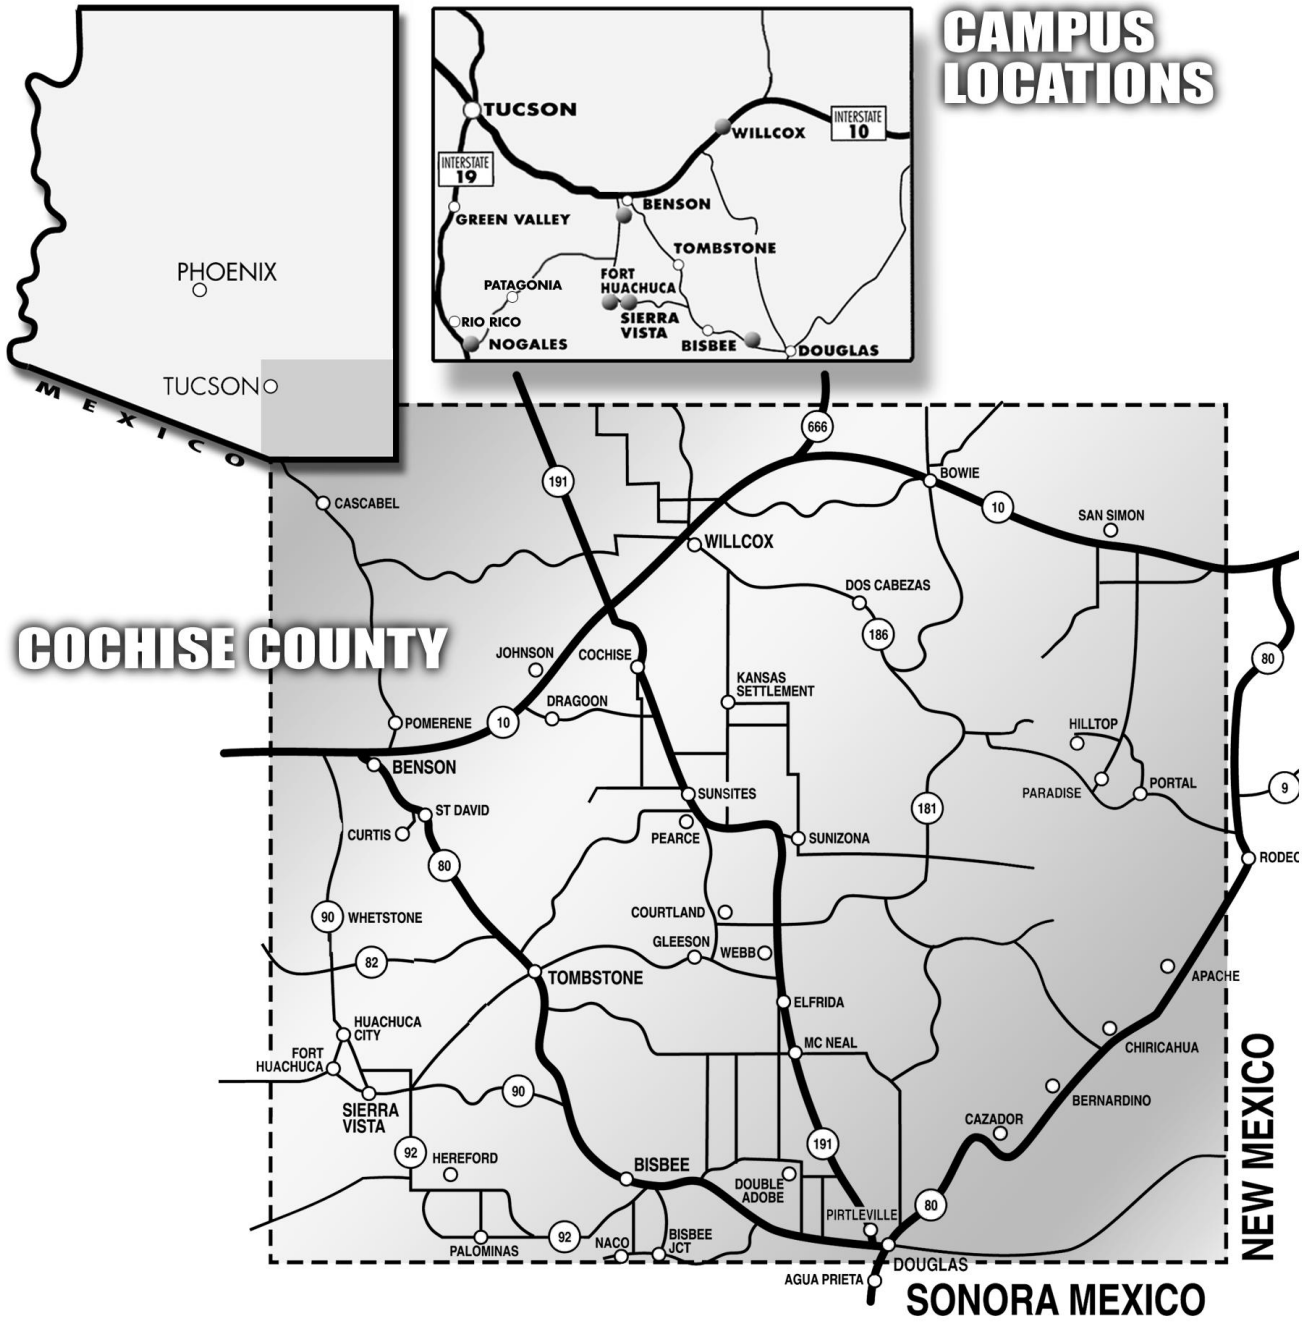 CAMPUS
LOCATIONS
PHOENIX
TUCSON
MEXICO
TUCSON
INTERSTATE
19
GREEN VALLEY
INTERSTATE
10
WILLCOX
BENSON
TOMBSTONE
FORT
HUACHUCA
PATAGONIA
SIERRA
VISTA
RIO RICO
NOGALES
BISBEE
DOUGLAS
COCHISE COUNTY
666
191
CASCABEL
BOWIE
10
SAN SIMON
WILLCOX
DOS CABEZAS
186
80
JOHNSON
COCHISE
KANSAS
SETTLEMENT
DRAGOON
POMERENE
10
HILLTOP
BENSON
PARADISE
PORTAL
9
SUNSITES
ST DAVID
CURTIS
PEARCE
SUNIZONA
181
80
RODEO
90
WHETSTONE
COURTLAND
GLEESON
WEBB
82
TOMBSTONE
APACHE
ELFRIDA
HUACHUCA
CITY
FORT
HUACHUCA
MC NEAL
CHIRICAHUA
SIERRA
VISTA
90
BERNARDINO
CAZADOR
92
HEREFORD
BISBEE
191
DOUBLE
ADOBE
PIRTLEVILLE
80
PALOMINAS
92
NACO
BISBEE
JCT
DOUGLAS
AGUA PRIETA
NEW MEXICO
SONORA MEXICO